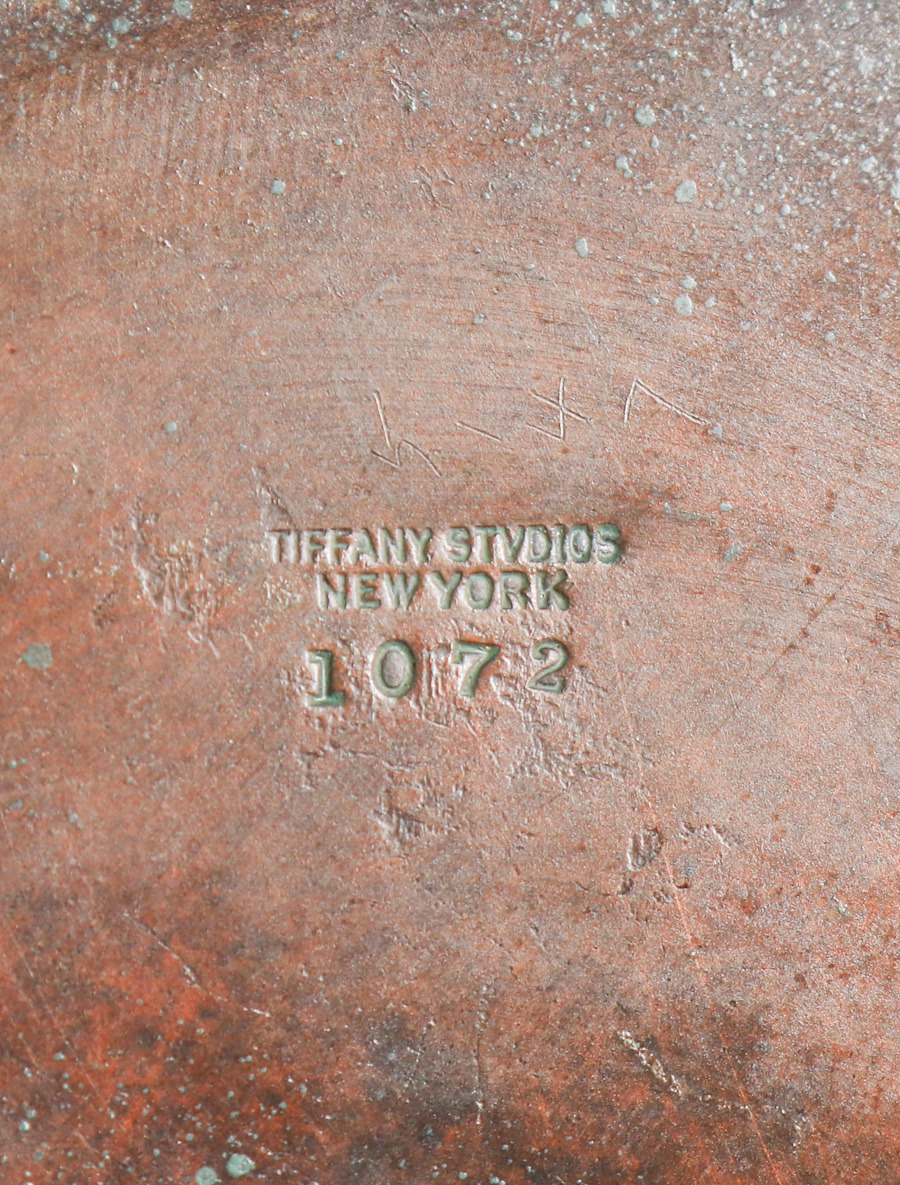 TIFFANY STVDIOS
NEW YORK
1072